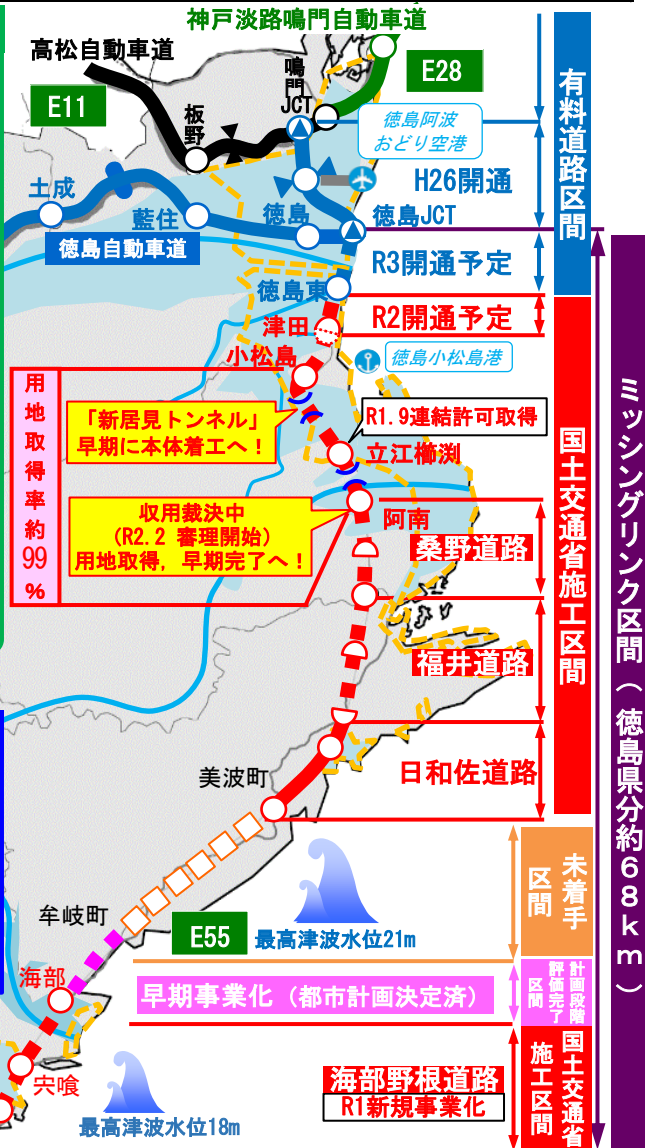 神戸淡路鳴門自動車道
高松自動車道
E28
E11
鳴門JCT
板野
徳島阿波
おどり空港
有料道路区間
土成
藍住
徳島
H26開通
徳島JCT
徳島自動車道
R3開通予定
徳島東
R2開通予定
津田
小松島
徳島小松島港
用地取得率約99%
「新居見トンネル」
早期に本体着工へ!
R1.9連結許可取得
立江櫛渕
収用裁決中
(R2.2 審理開始)
用地取得, 早期完了へ!
阿南
桑野道路
国土交通省施工区間
ミッシングリンク区間(徳島県分約68km)
福井道路
日和佐道路
美波町
未着手
区間
牟岐町
E55
最高津波水位21m
海部
早期事業化(都市計画決定済)
計画段階
評価完了
区間
宍喰
海部野根道路
R1新規事業化
国土交通省
施工区間
最高津波水位18m